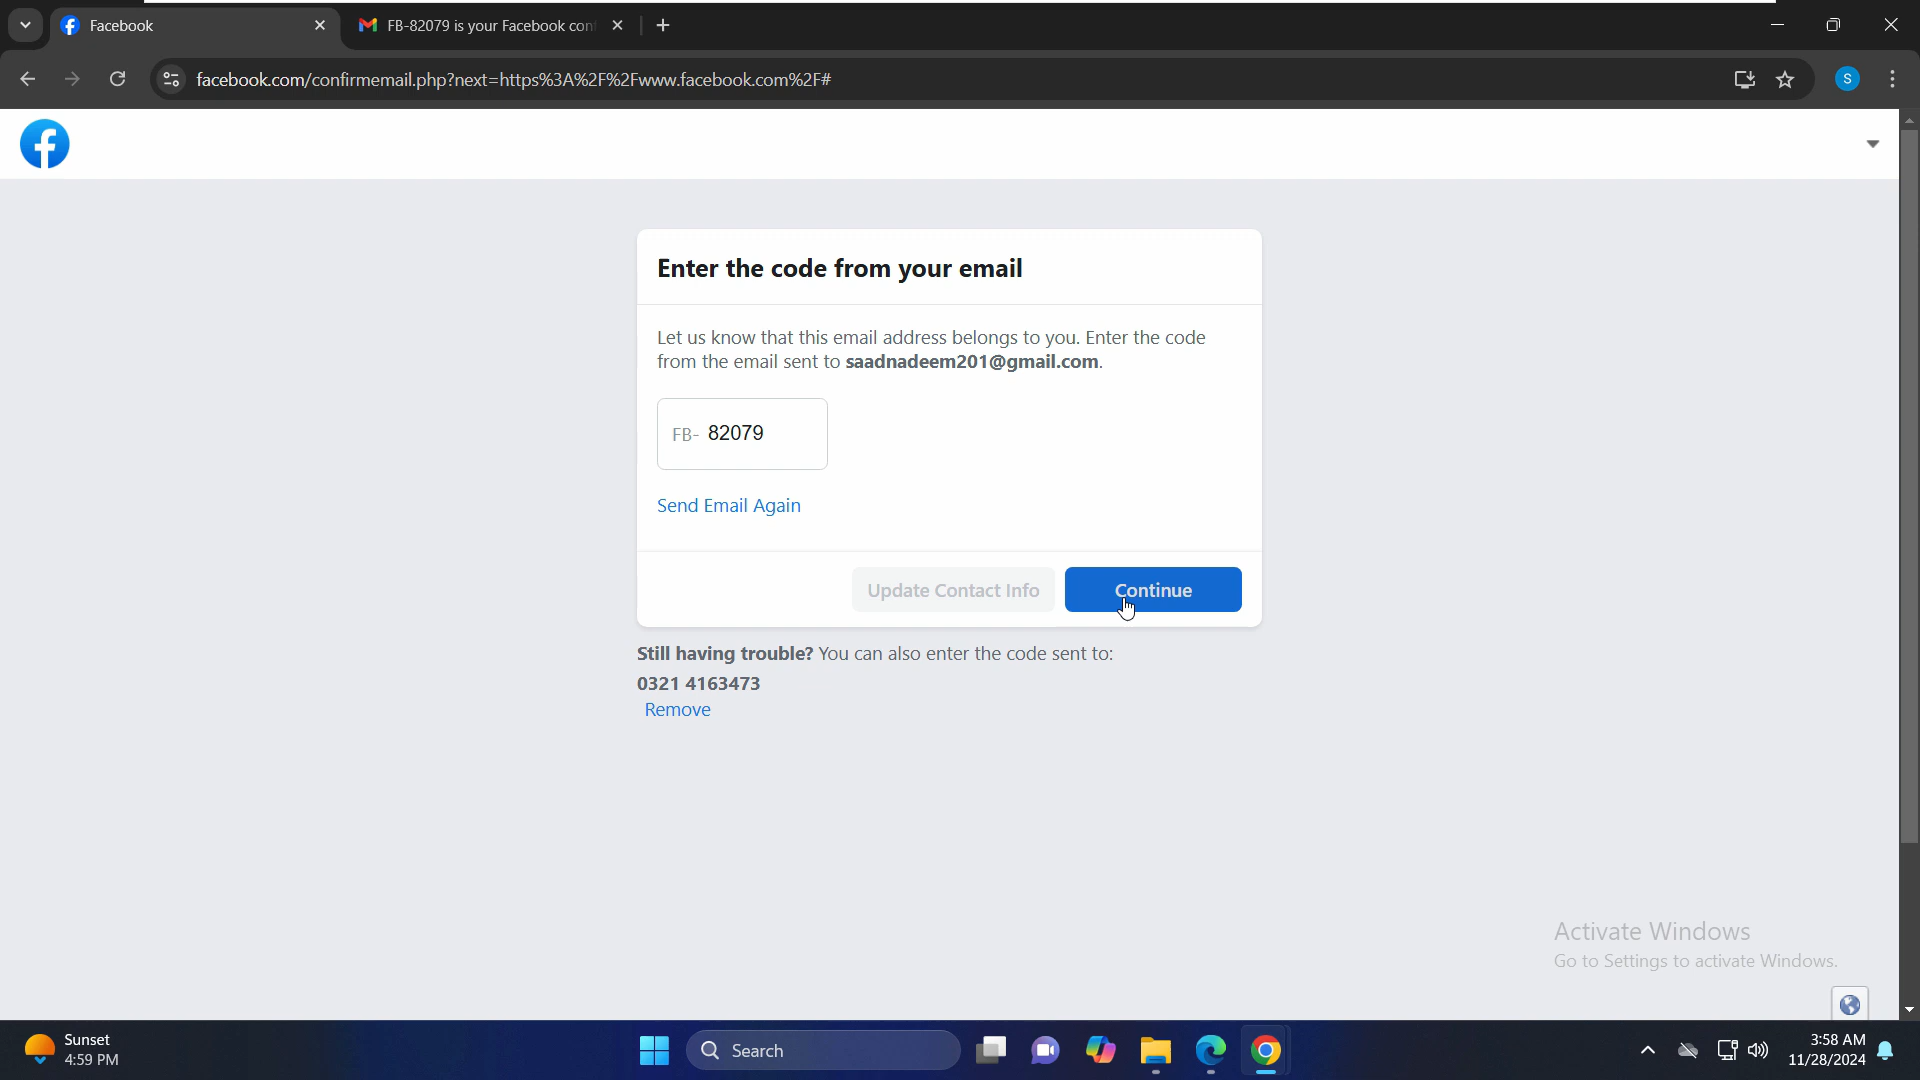 Facebook
FB-82079 is your Facebook con
facebook.com/confirmemail.php?next=https%3A%2F%2Fwww.facebook.com%2F#
S
Enter the code from your email
Let us know that this email address belongs to you. Enter the code
from the email sent to saadnadeem201@gmail.com.
FB- 82079
Send Email Again
Update Contact Info
Continue
Still having trouble? You can also enter the code sent to:
0321 4163473
Remove
Activate Windows
Go to Settings to activate Windows.
Sunset
4:59 PM
Search
3:58 AM
11/28/2024